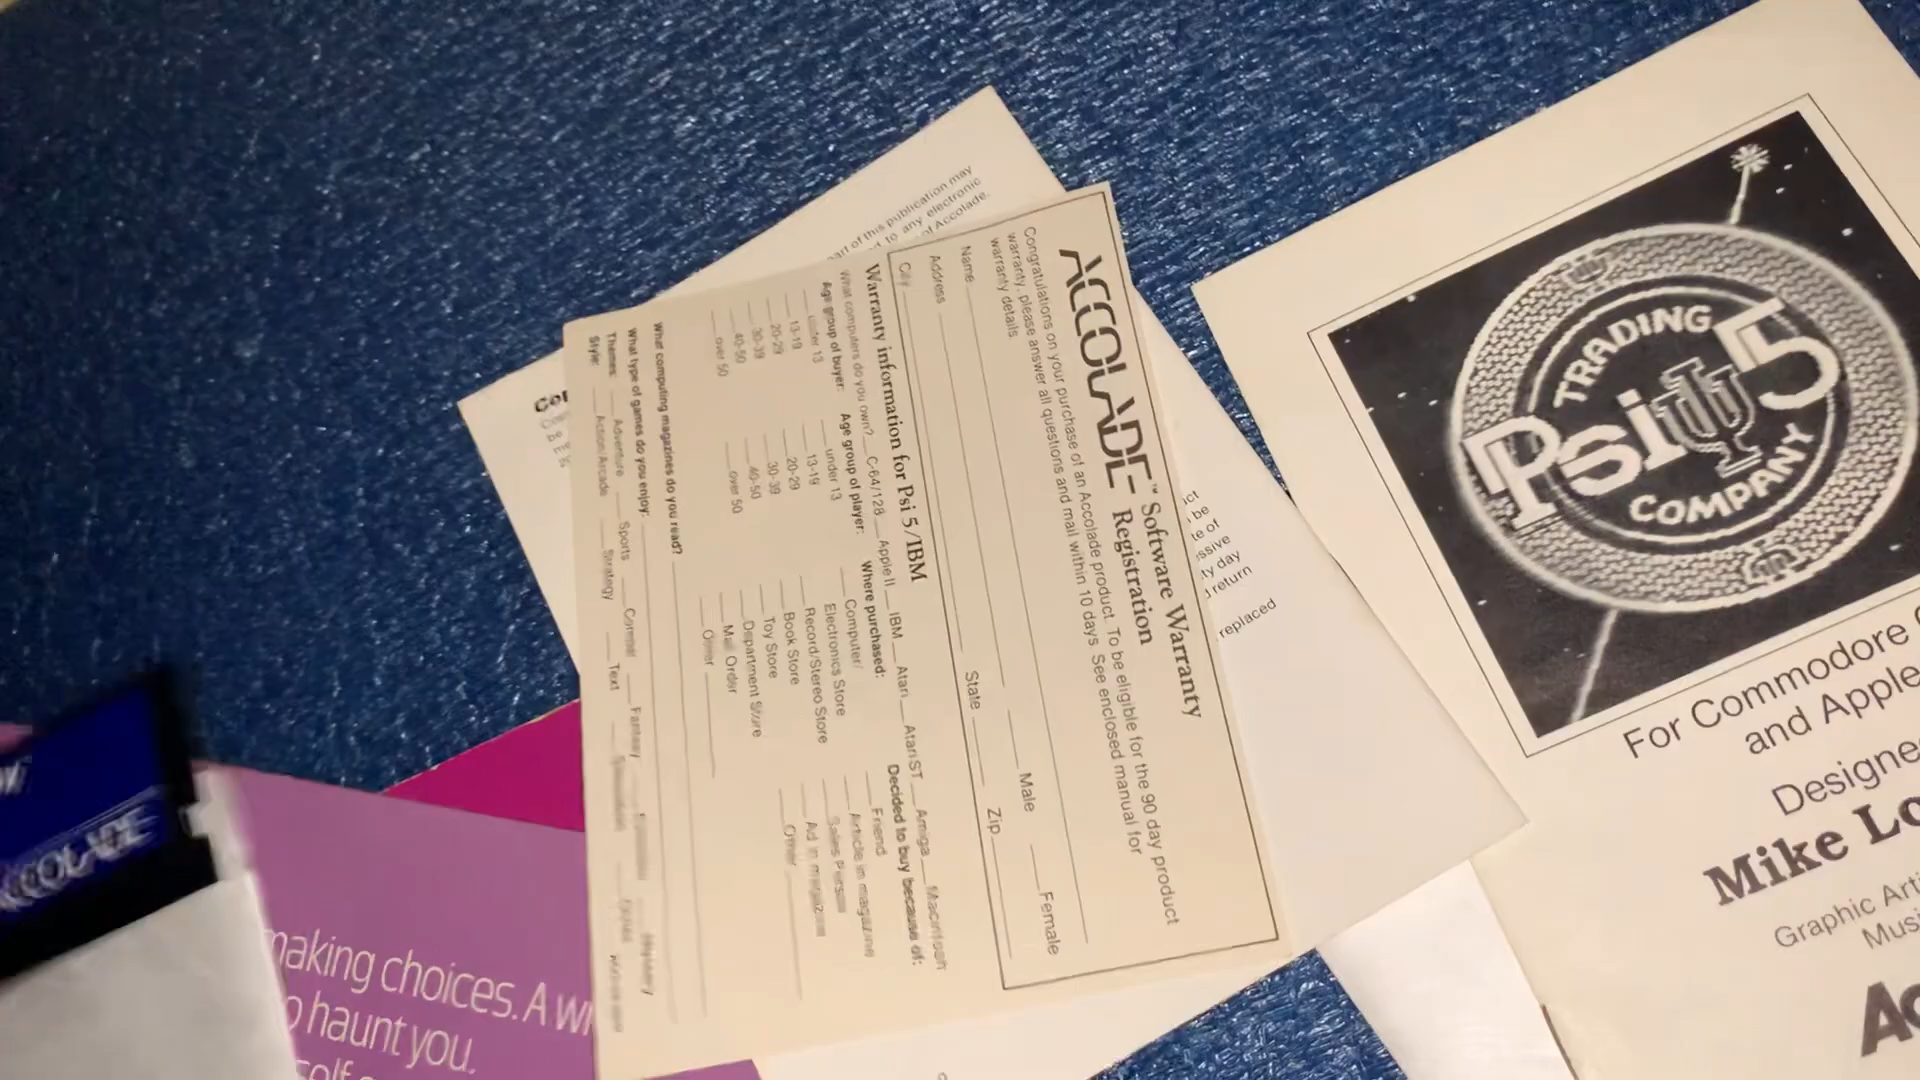 art of this publication may
to any electronic
of Accolade.
ACCOLADE™ Software Warranty
Registration
Congratulations on your purchase of an Accolade product. To be eligible for the 90 day product
warranty, please answer all questions and mail within 10 days. See enclosed manual for
warranty details.
Name Male Female
Address
City State Zip
Warranty information for Psi 5/IBM
What computers do you own? C-64/128 Apple II IBM Atari Atari ST Amiga Macintosh
Age group of buyer: Age group of player: Where purchased: Decided to buy because of:
under 13 under 13 Computer/ Friend
13-19 13-19 Electronics Store Article in magazine
20-29 20-29 Record/Stereo Store Sales Person
30-39 30-39 Book Store Ad in magazine
40-50 40-50 Toy Store Other
over 50 over 50 Department Store
Mail Order
Other
What computing magazines do you read?
What type of games do you enjoy:
Themes: Adventure Sports Combat Fantasy
Style: Action/Arcade Strategy Text
be
te of
ty day
return
replaced
TRADING
Psi 5
COMPANY
For Commodore
and Apple
Designe
Mike Lo
Graphic Arti
Musi
Ac
making choices. A wr
haunt you.